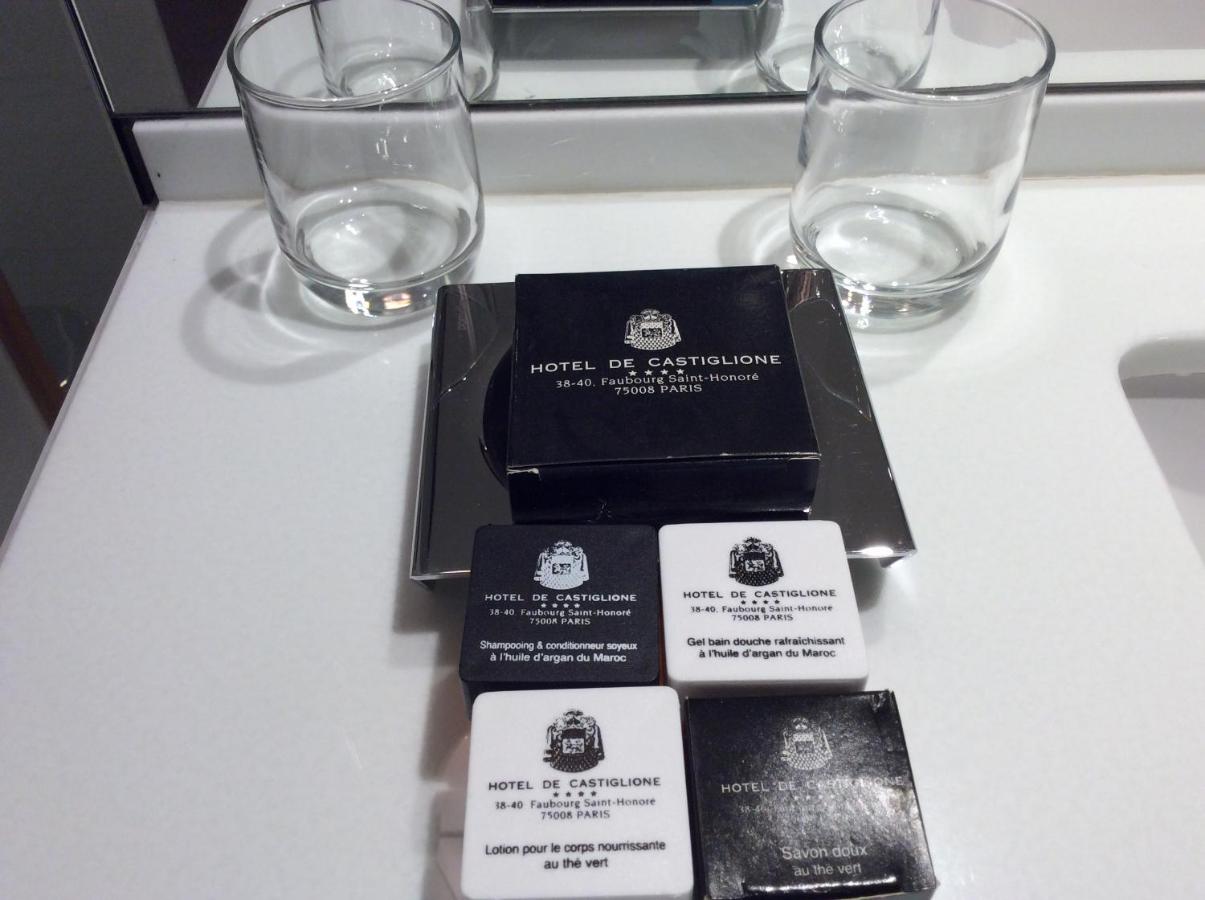 HOTEL DE CASTIGLIONE
★ ★ ★ ★
38-40, Faubourg Saint-Honoré
75008 PARIS
HOTEL DE CASTIGLIONE
★ ★ ★ ★
38-40, Faubourg Saint-Honoré
75008 PARIS
Shampooing & conditionneur soyeux
à l'huile d'argan du Maroc
HOTEL DE CASTIGLIONE
★ ★ ★ ★
38-40, Faubourg Saint-Honoré
75008 PARIS
Gel bain douche rafraîchissant
à l'huile d'argan du Maroc
HOTEL DE CASTIGLIONE
★ ★ ★ ★
38-40 Faubourg Saint-Honoré
75008 PARIS
Lotion pour le corps nourrissante
au thé vert
HOTEL DE CASTIGLIONE
Savon doux
au thé vert